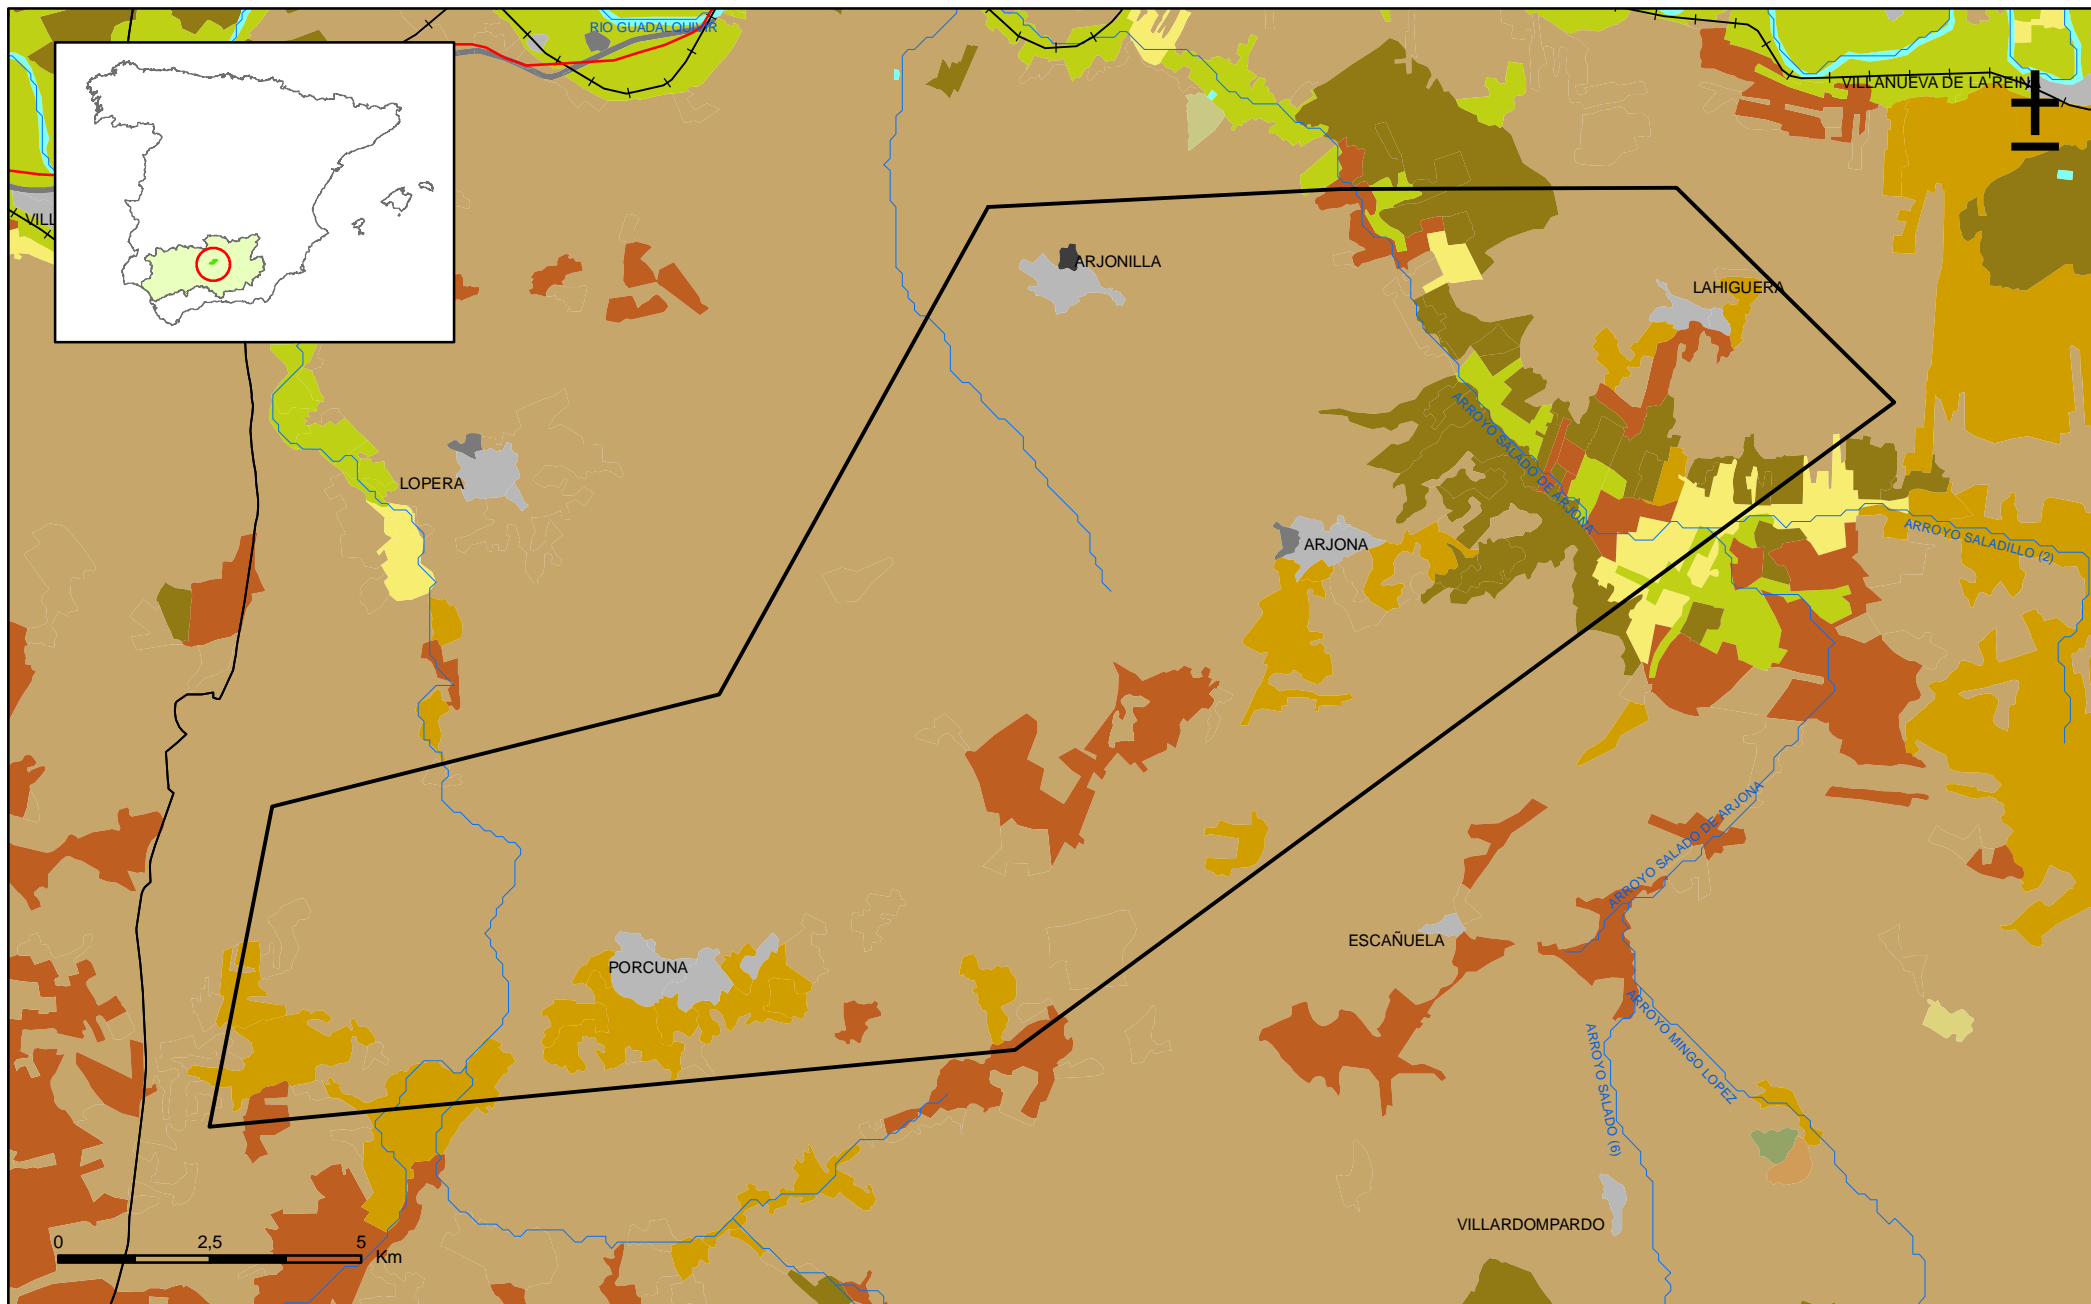 RIO GUADALQUIVIR
VILLANUEVA DE LA REINA
VILL
ARJONILLA
LAHIGUERA
ARROYO SALADO DE ARJONA
LOPERA
ARJONA
ARROYO SALADILLO (2)
ARROYO SALADO DE ARJONA
ESCAÑUELA
PORCUNA
ARROYO MINGO LOPEZ
ARROYO SALADO (6)
VILLARDOMPARDO
0 2,5 5
Km